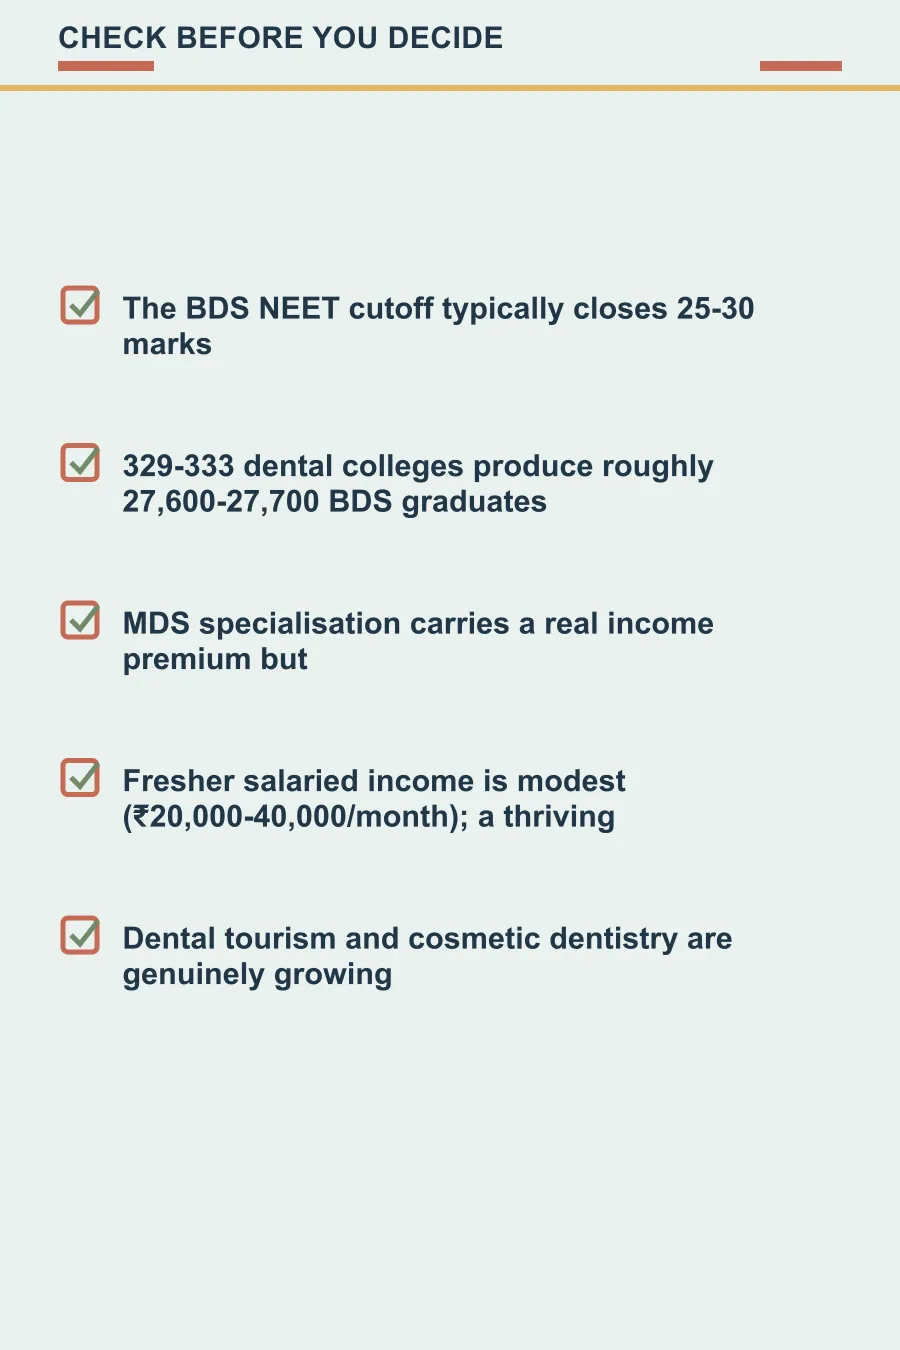 CHECK BEFORE YOU DECIDE
The BDS NEET cutoff typically closes 25-30
marks
329-333 dental colleges produce roughly
27,600-27,700 BDS graduates
MDS specialisation carries a real income
premium but
Fresher salaried income is modest
(₹20,000-40,000/month); a thriving
Dental tourism and cosmetic dentistry are
genuinely growing